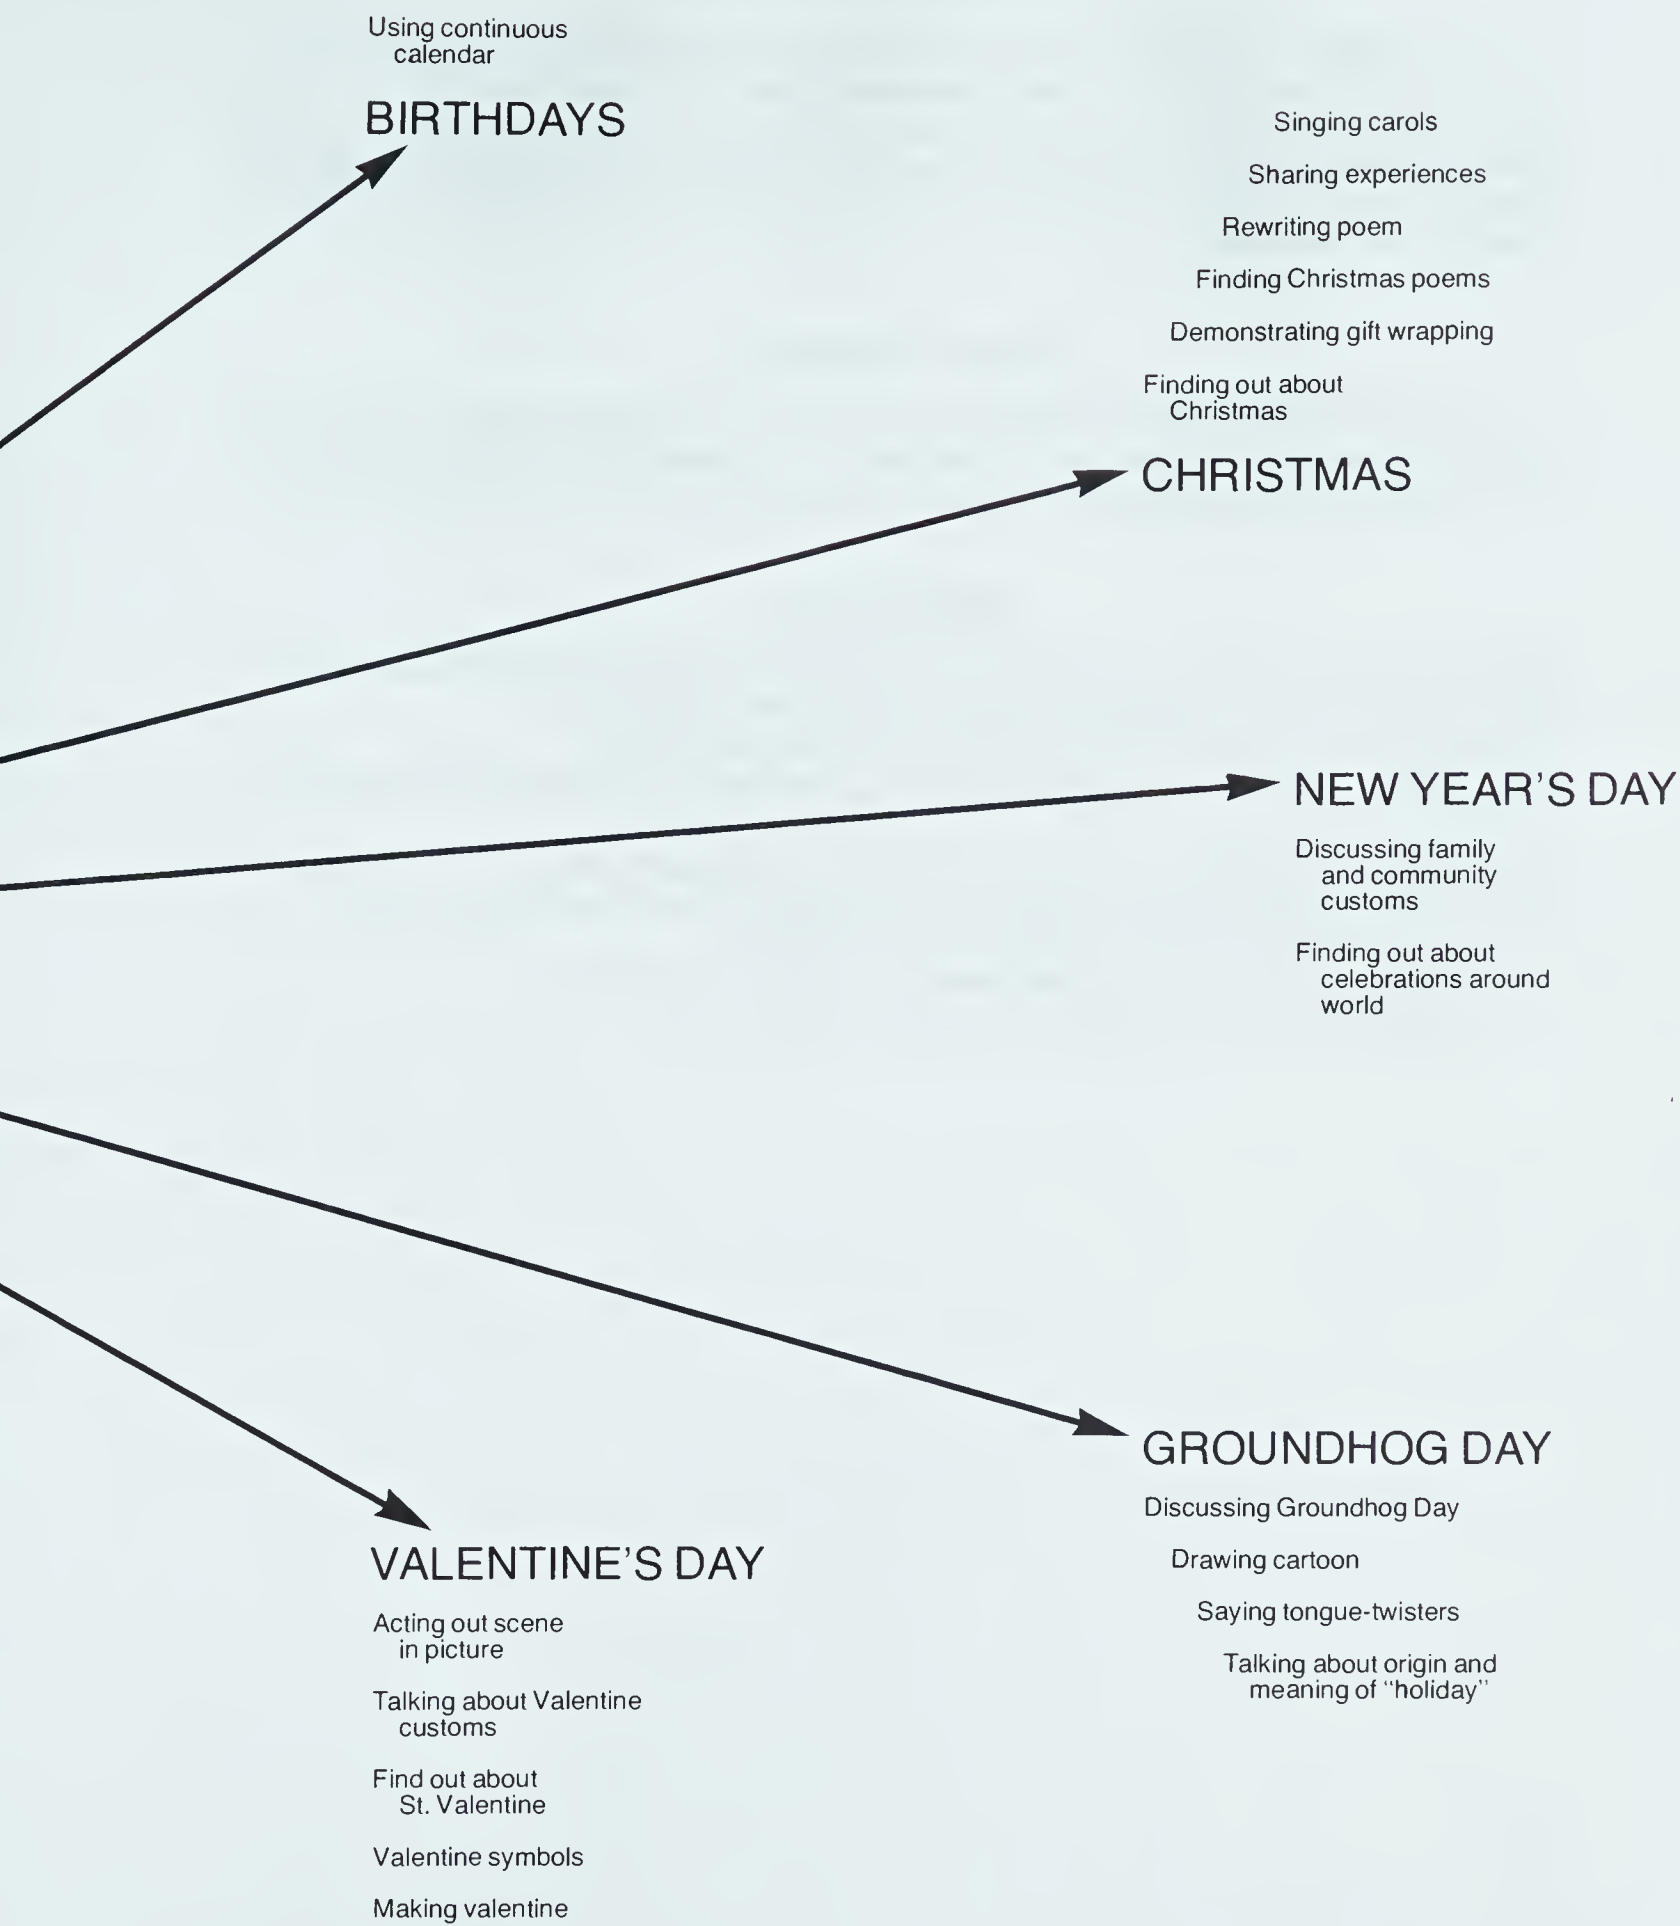 Using continuous
calendar
BIRTHDAYS
Singing carols
Sharing experiences
Rewriting poem
Finding Christmas poems
Demonstrating gift wrapping
Finding out about
Christmas
CHRISTMAS
NEW YEAR'S DAY
Discussing family
and community
customs
Finding out about
celebrations around
world
GROUNDHOG DAY
Discussing Groundhog Day
Drawing cartoon
Saying tongue-twisters
Talking about origin and
meaning of "holiday"
VALENTINE'S DAY
Acting out scene
in picture
Talking about Valentine
customs
Find out about
St. Valentine
Valentine symbols
Making valentine